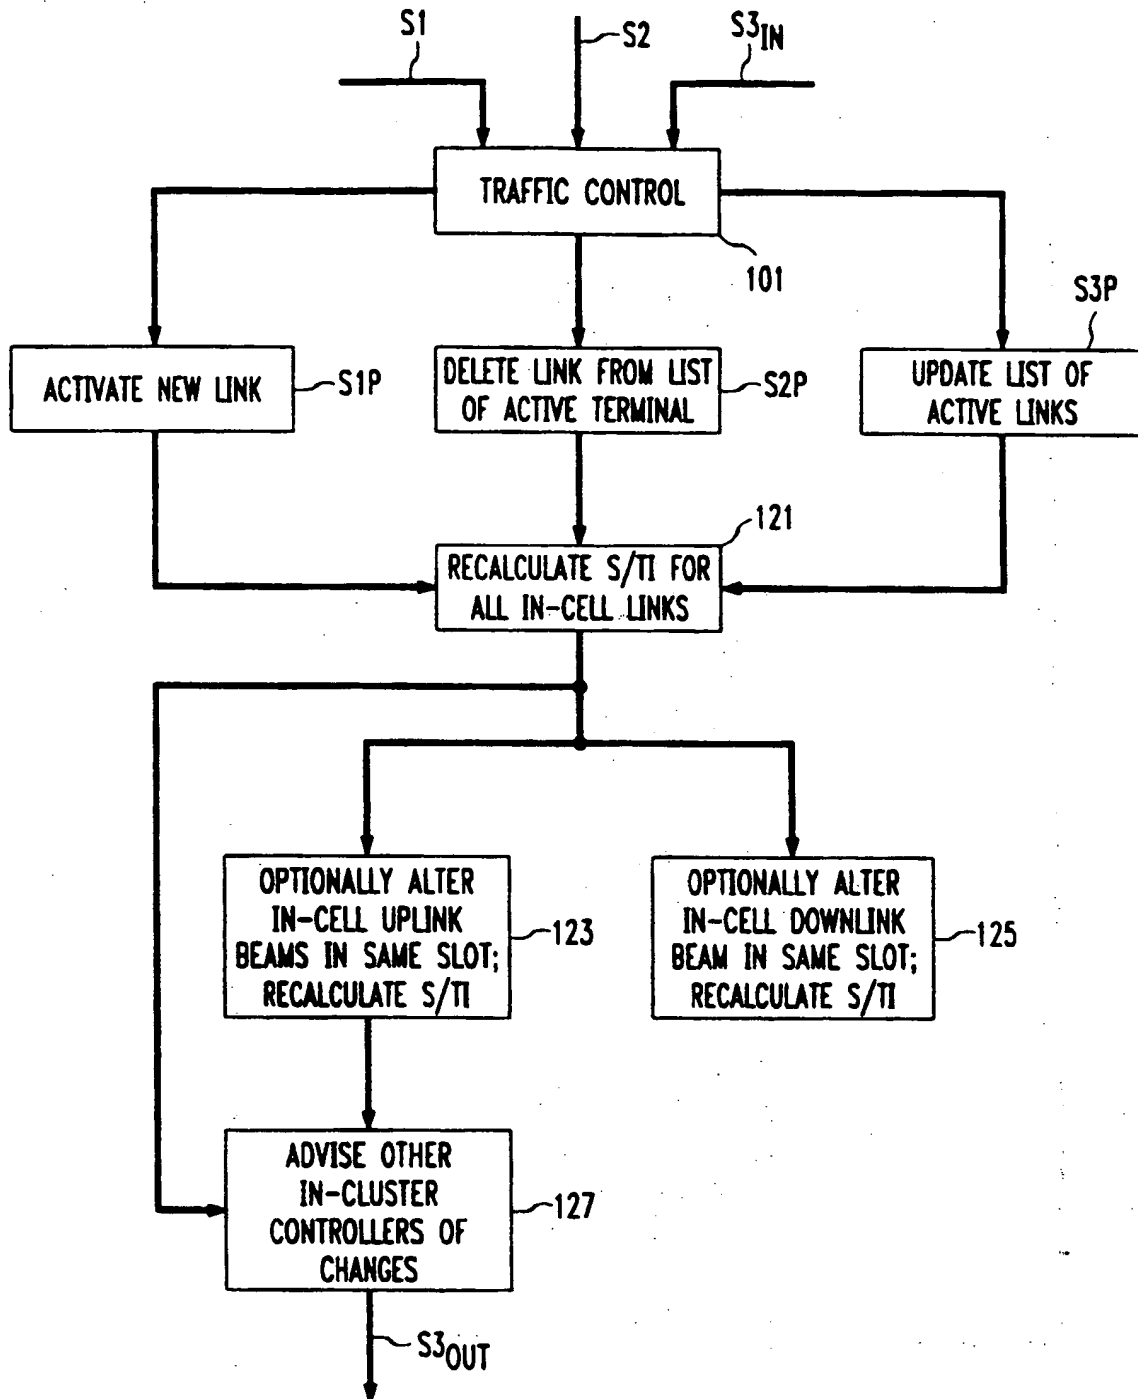 S1
S2
S3IN
TRAFFIC CONTROL
101
S3P
ACTIVATE NEW LINK
S1P
DELETE LINK FROM LIST
OF ACTIVE TERMINAL
S2P
UPDATE LIST OF
ACTIVE LINKS
121
RECALCULATE S/TI FOR
ALL IN-CELL LINKS
OPTIONALLY ALTER
IN-CELL UPLINK
BEAMS IN SAME SLOT;
RECALCULATE S/TI
123
OPTIONALLY ALTER
IN-CELL DOWNLINK
BEAM IN SAME SLOT;
RECALCULATE S/TI
125
ADVISE OTHER
IN-CLUSTER
CONTROLLERS OF
CHANGES
127
S3OUT